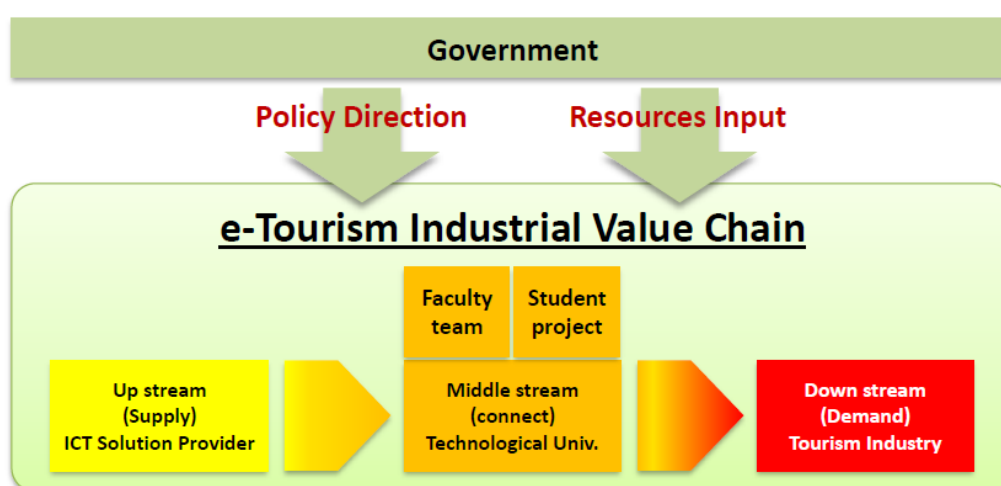 Government
Policy Direction
Resources Input
e-Tourism Industrial Value Chain
Faculty
team
Student
project
Up stream
(Supply)
ICT Solution Provider
Middle stream
(connect)
Technological Univ.
Down stream
(Demand)
Tourism Industry